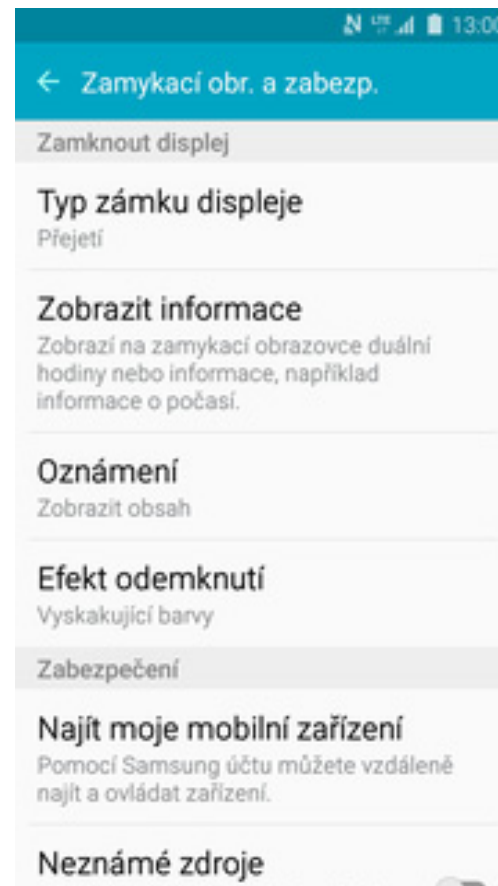 LTE 13:00
Zamykací obr. a zabezp.
Zamknout displej
Typ zámku displeje
Přejetí
Zobrazit informace
Zobrazí na zamykací obrazovce duální
hodiny nebo informace, například
informace o počasí.
Oznámení
Zobrazit obsah
Efekt odemknutí
Vyskakující barvy
Zabezpečení
Najít moje mobilní zařízení
Pomocí Samsung účtu můžete vzdáleně
najít a ovládat zařízení.
Neznámé zdroje